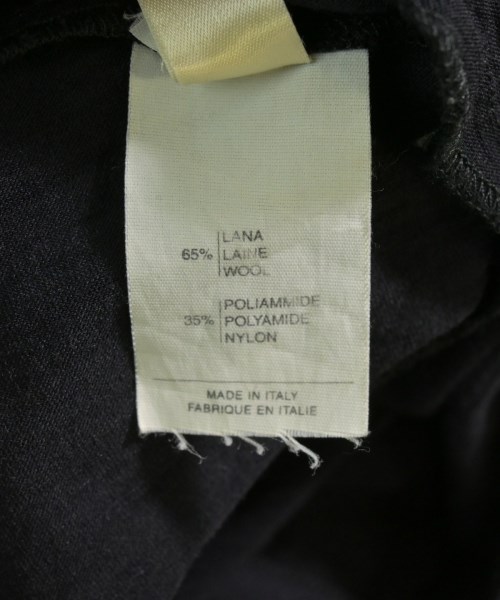 65%
LANA
LAINE
WOOL
35%
POLIAMMIDE
POLYAMIDE
NYLON
MADE IN ITALY
FABRIQUE EN ITALIE